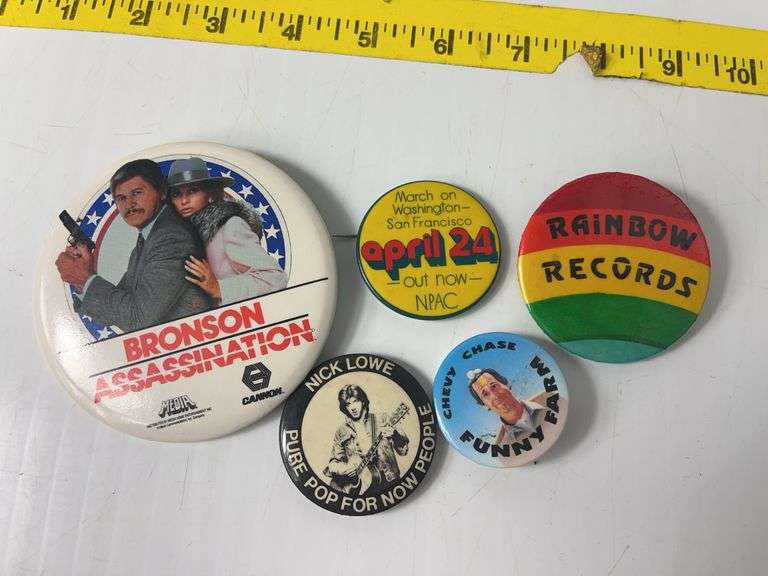 1 2 3 4 5 6 7 9 10
BRONSON
ASSASSINATION
MEDIA
CANNON
March on
Washington—
San Francisco
april 24
— out now —
NPAC
RAINBOW
RECORDS
NICK LOWE
PURE POP FOR NOW PEOPLE
CHEVY CHASE
FUNNY FARM